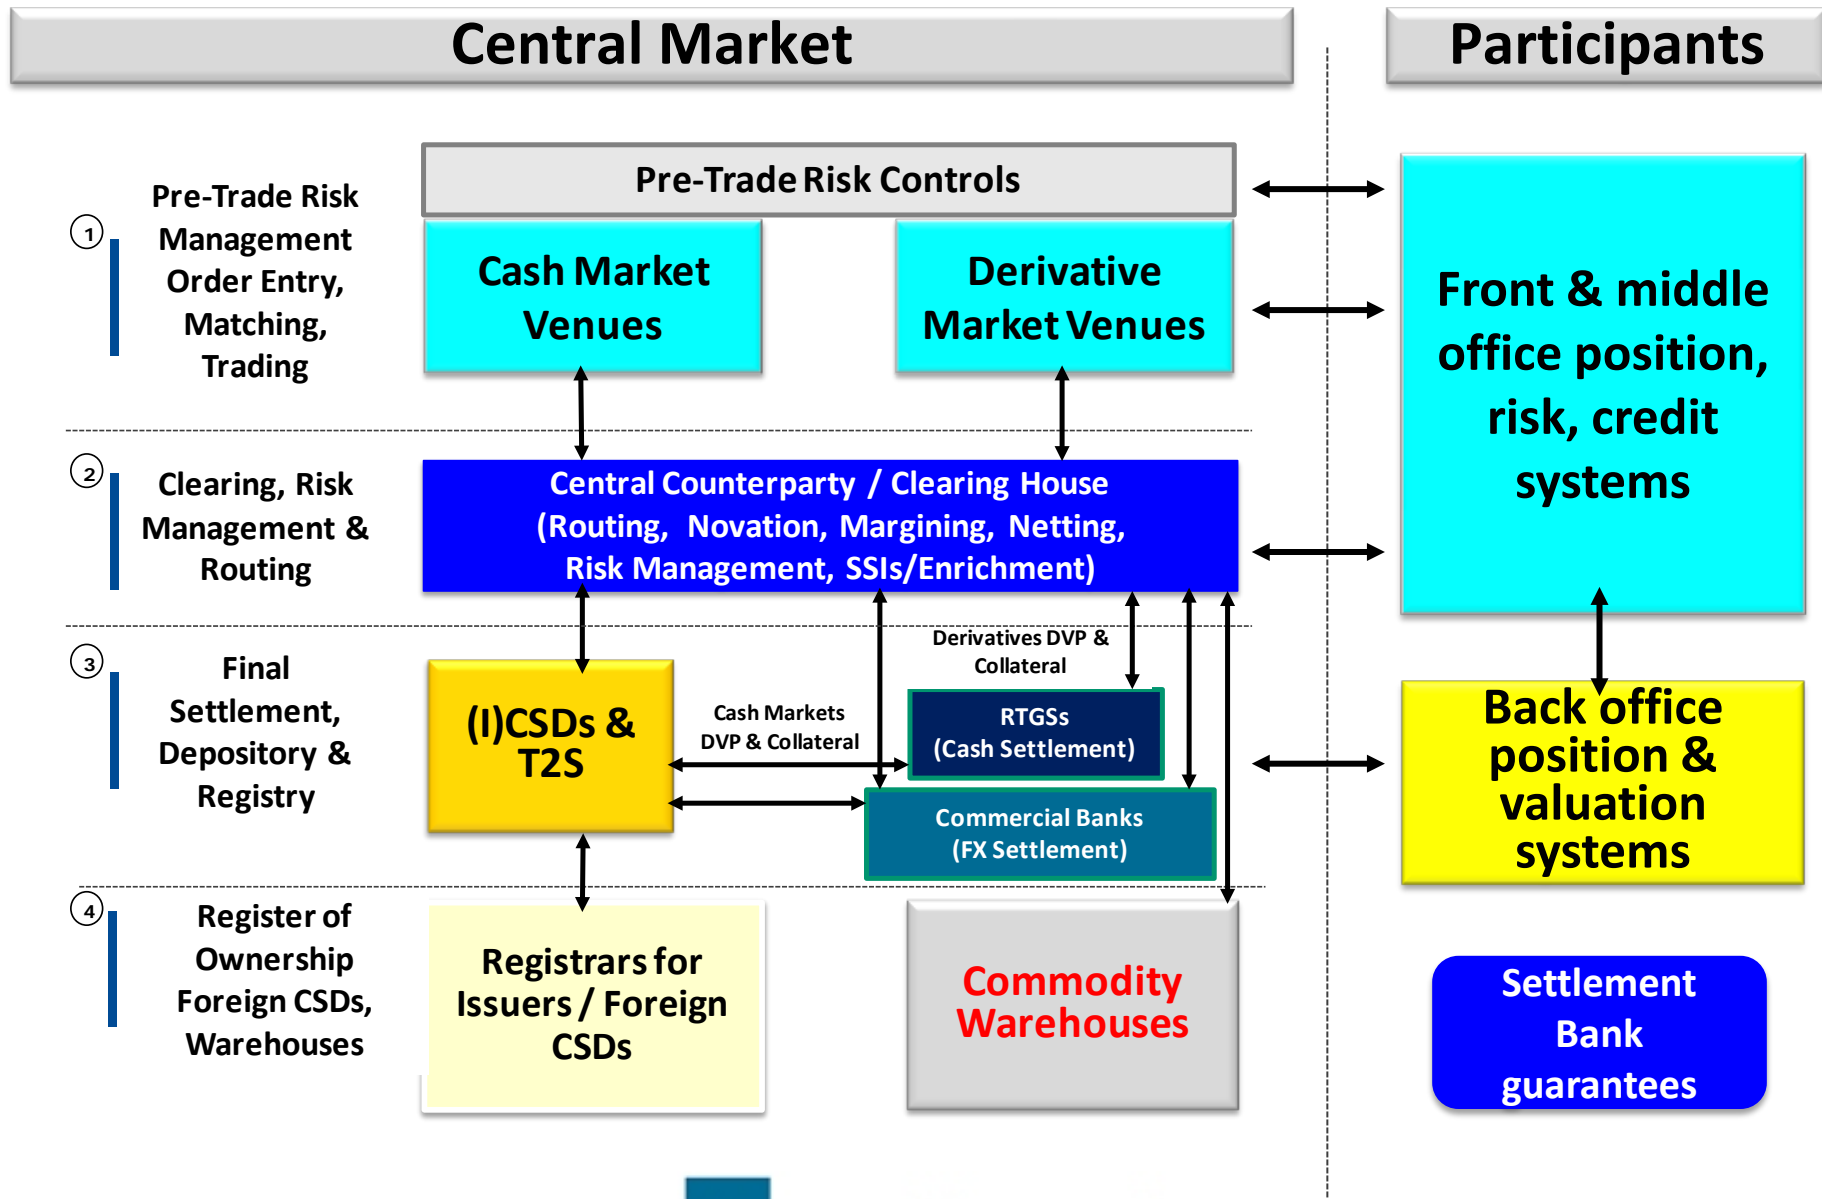 Central Market
Participants
Pre-Trade Risk Controls
1
Pre-Trade Risk
Management
Order Entry,
Matching,
Trading
Cash Market
Venues
Derivative
Market Venues
Front & middle
office position,
risk, credit
systems
2
Clearing, Risk
Management &
Routing
Central Counterparty / Clearing House
(Routing, Novation, Margining, Netting,
Risk Management, SSIs/Enrichment)
3
Final
Settlement,
Depository &
Registry
(I)CSDs &
T2S
Cash Markets
DVP & Collateral
Derivatives DVP &
Collateral
RTGSs
(Cash Settlement)
Commercial Banks
(FX Settlement)
Back office
position &
valuation
systems
4
Register of
Ownership
Foreign CSDs,
Warehouses
Registrars for
Issuers / Foreign
CSDs
Commodity
Warehouses
Settlement
Bank
guarantees